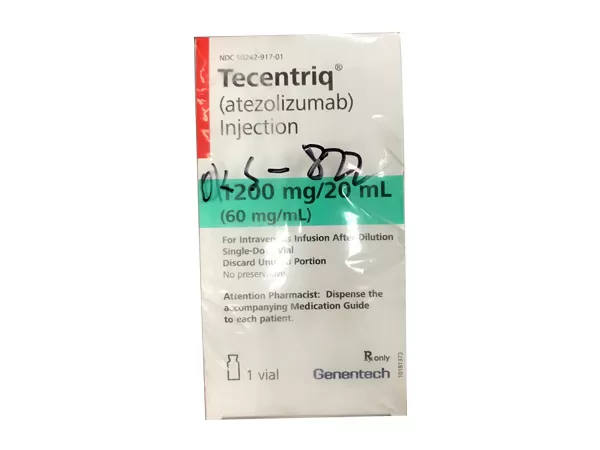 NDC 50242-917-01
Tecentriq®
(atezolizumab)
Injection
1200 mg/20 mL
(60 mg/mL)
For Intravenous Infusion After Dilution
Single-Dose Vial
Discard Unused Portion
No preservative
Attention Pharmacist: Dispense the
accompanying Medication Guide
to each patient.
1 vial
Rx only
Genentech
10181373